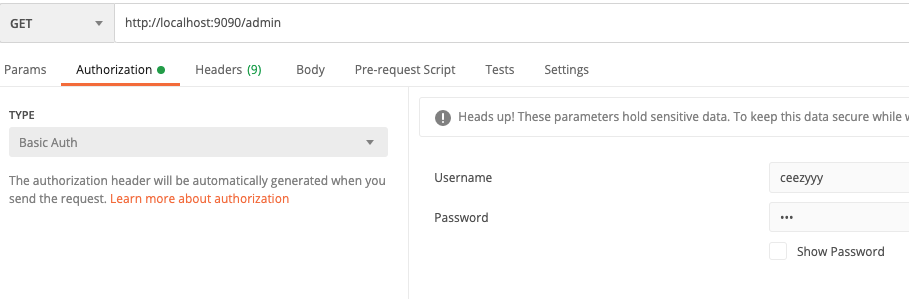 GET http://localhost:9090/admin
Params Authorization Headers (9) Body Pre-request Script Tests Settings
TYPE
Basic Auth
The authorization header will be automatically generated when you
send the request. Learn more about authorization
Heads up! These parameters hold sensitive data. To keep this data secure while w
Username ceezyyy
Password •••
Show Password